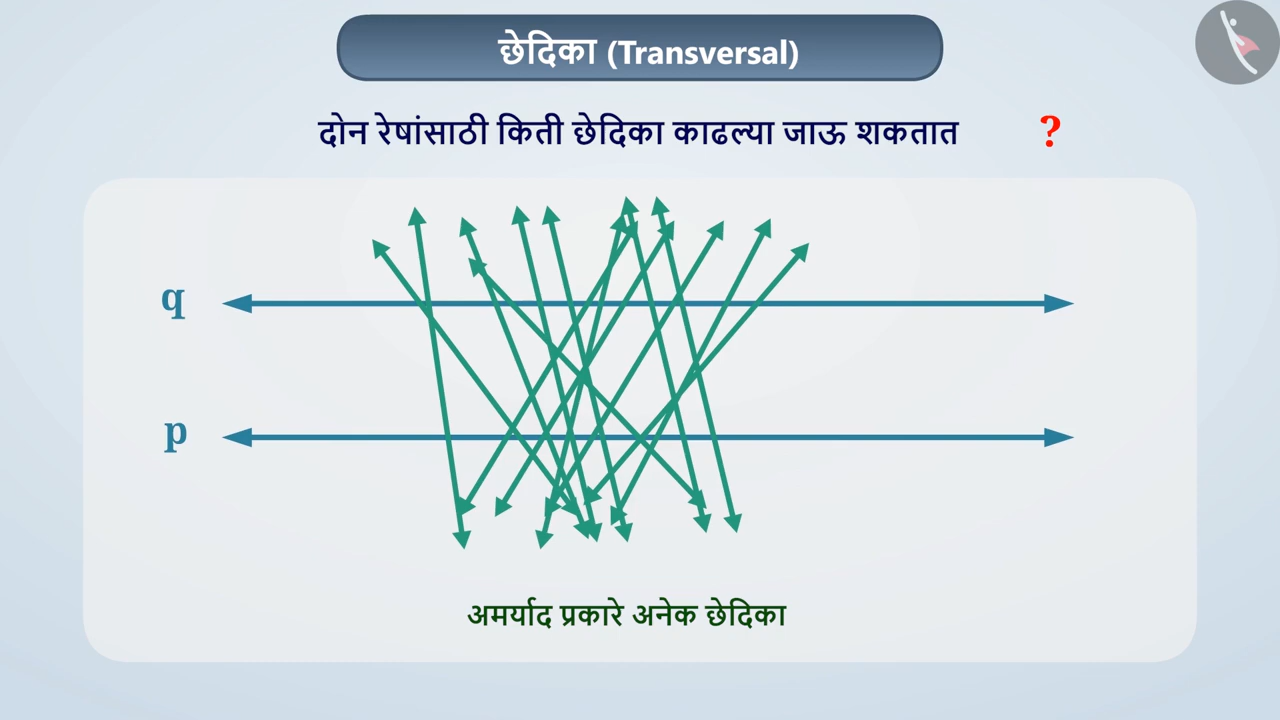 छेदिका (Transversal)
दोन रेषांसाठी किती छेदिका काढल्या जाऊ शकतात ?
q
p
अमर्याद प्रकारे अनेक छेदिका